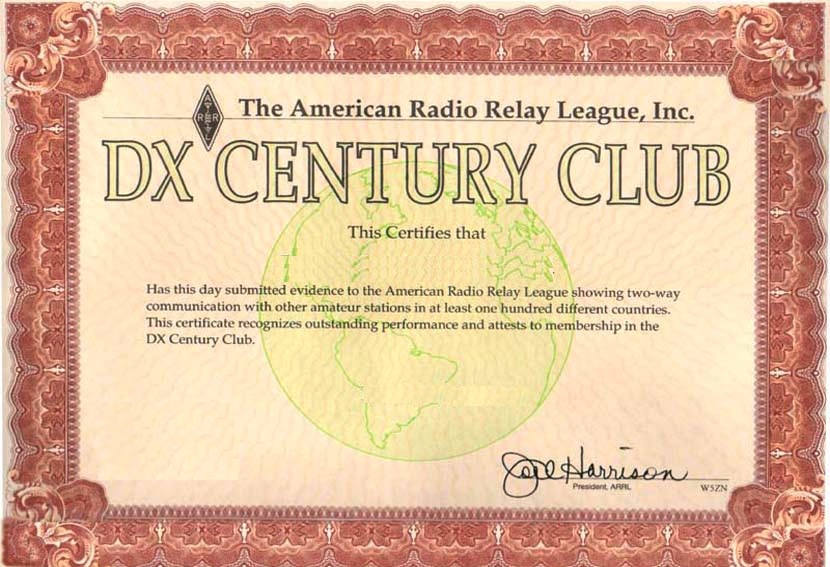 The American Radio Relay League, Inc.
ARRL
DX CENTURY CLUB
This Certifies that
Has this day submitted evidence to the American Radio Relay League showing two-way
communication with other amateur stations in at least one hundred different countries.
This certificate recognizes outstanding performance and attests to membership in the
DX Century Club.
Joel Harrison
President, ARRL W5ZN